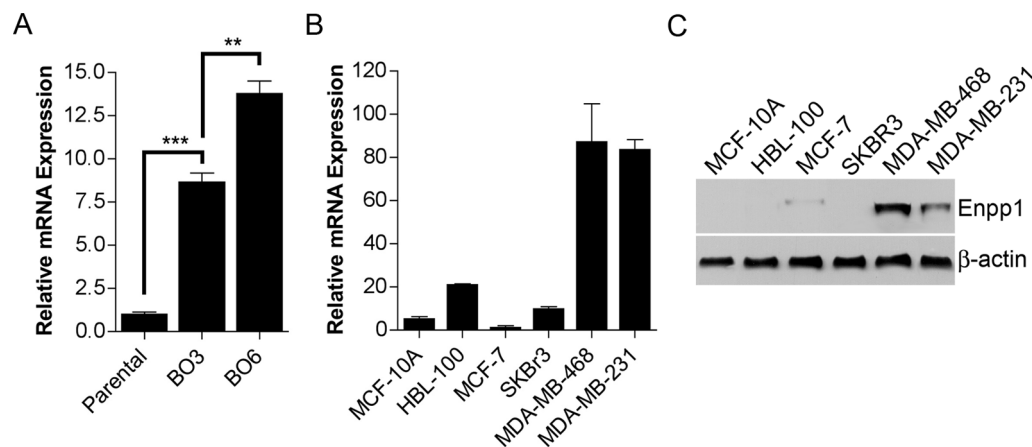 A
Relative mRNA Expression
15.0
12.5
10.0
7.5
5.0
2.5
0.0
***
**
Parental
BO3
BO6
B
Relative mRNA Expression
120
100
80
60
40
20
0
MCF-10A
HBL-100
MCF-7
SKBr3
MDA-MB-468
MDA-MB-231
C
MCF-10A
HBL-100
MCF-7
SKBR3
MDA-MB-468
MDA-MB-231
Enpp1
β-actin